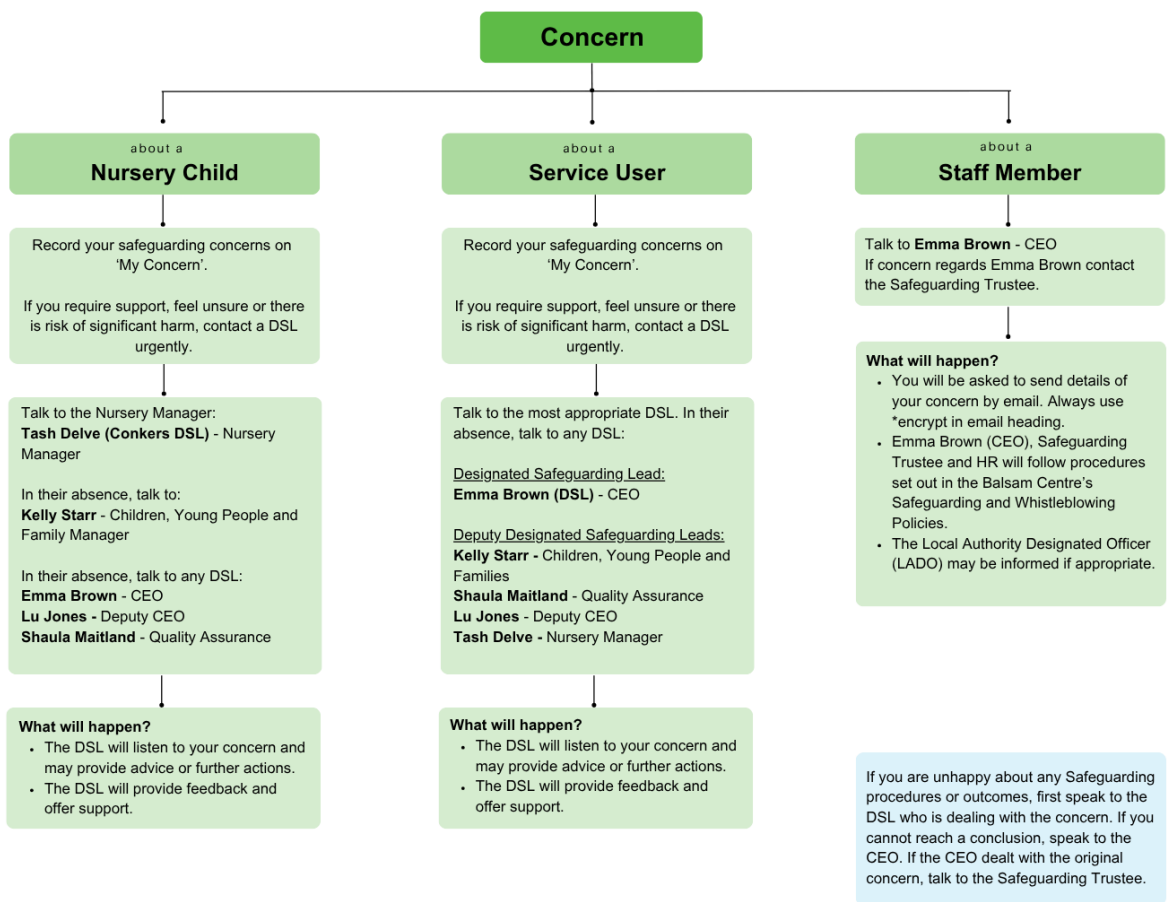 Concern
about a
Nursery Child
Record your safeguarding concerns on
‘My Concern’.
If you require support, feel unsure or there
is risk of significant harm, contact a DSL
urgently.
Talk to the Nursery Manager:
Tash Delve (Conkers DSL) - Nursery
Manager
In their absence, talk to:
Kelly Starr - Children, Young People and
Family Manager
In their absence, talk to any DSL:
Emma Brown - CEO
Lu Jones - Deputy CEO
Shaula Maitland - Quality Assurance
What will happen?
• The DSL will listen to your concern and
may provide advice or further actions.
• The DSL will provide feedback and
offer support.
about a
Service User
Record your safeguarding concerns on
‘My Concern’.
If you require support, feel unsure or there
is risk of significant harm, contact a DSL
urgently.
Talk to the most appropriate DSL. In their
absence, talk to any DSL:
Designated Safeguarding Lead:
Emma Brown (DSL) - CEO
Deputy Designated Safeguarding Leads:
Kelly Starr - Children, Young People and
Families
Shaula Maitland - Quality Assurance
Lu Jones - Deputy CEO
Tash Delve - Nursery Manager
What will happen?
• The DSL will listen to your concern and
may provide advice or further actions.
• The DSL will provide feedback and
offer support.
about a
Staff Member
Talk to Emma Brown - CEO
If concern regards Emma Brown contact
the Safeguarding Trustee.
What will happen?
• You will be asked to send details of
your concern by email. Always use
*encrypt in email heading.
• Emma Brown (CEO), Safeguarding
Trustee and HR will follow procedures
set out in the Balsam Centre’s
Safeguarding and Whistleblowing
Policies.
• The Local Authority Designated Officer
(LADO) may be informed if appropriate.
If you are unhappy about any Safeguarding
procedures or outcomes, first speak to the
DSL who is dealing with the concern. If you
cannot reach a conclusion, speak to the
CEO. If the CEO dealt with the original
concern, talk to the Safeguarding Trustee.